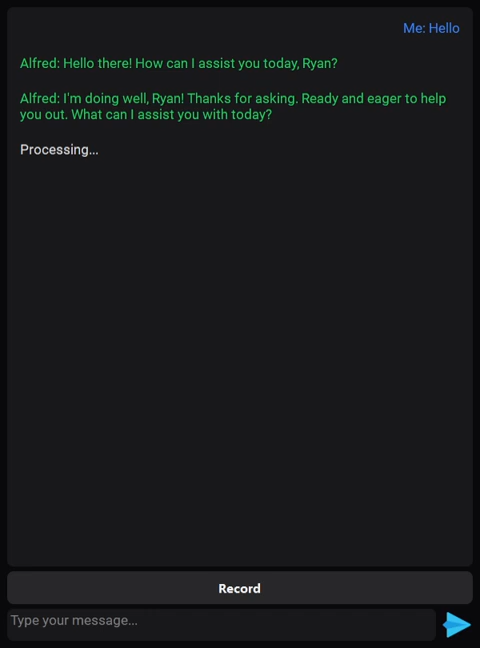 Me: Hello
Alfred: Hello there! How can I assist you today, Ryan?
Alfred: I'm doing well, Ryan! Thanks for asking. Ready and eager to help
you out. What can I assist you with today?
Processing...
Record
Type your message...